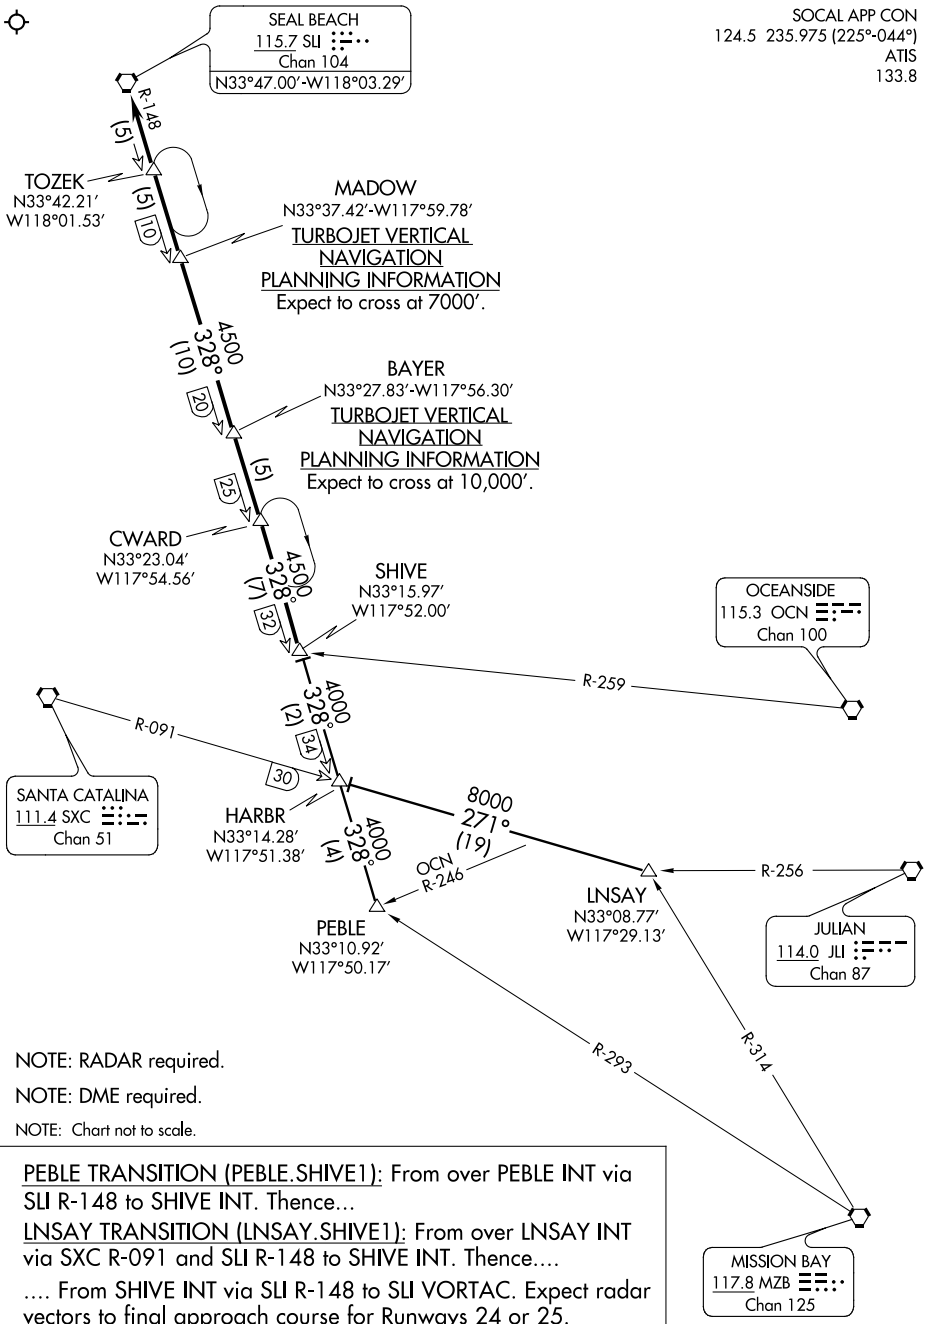 SEAL BEACH
115.7 SLI
Chan 104
N33°47.00′-W118°03.29′
SOCAL APP CON
124.5 235.975 (225°-044°)
ATIS
133.8
R-148
(5)
TOZEK
N33°42.21′
W118°01.53′
(5)
10
MADOW
N33°37.42′-W117°59.78′
TURBOJET VERTICAL
NAVIGATION
PLANNING INFORMATION
Expect to cross at 7000′.
4500
328°
(10)
20
BAYER
N33°27.83′-W117°56.30′
TURBOJET VERTICAL
NAVIGATION
PLANNING INFORMATION
Expect to cross at 10,000′.
(5)
25
CWARD
N33°23.04′
W117°54.56′
4500
328°
(7)
32
SHIVE
N33°15.97′
W117°52.00′
OCEANSIDE
115.3 OCN
Chan 100
R-259
4000
328°
(2)
34
R-091
30
SANTA CATALINA
111.4 SXC
Chan 51
HARBR
N33°14.28′
W117°51.38′
8000
271°
(19)
4000
328°
(4)
OCN
R-246
R-256
LNSAY
N33°08.77′
W117°29.13′
PEBLE
N33°10.92′
W117°50.17′
JULIAN
114.0 JLI
Chan 87
R-293
R-314
NOTE: RADAR required.
NOTE: DME required.
NOTE: Chart not to scale.
PEBLE TRANSITION (PEBLE.SHIVE1): From over PEBLE INT via
SLI R-148 to SHIVE INT. Thence...
LNSAY TRANSITION (LNSAY.SHIVE1): From over LNSAY INT
via SXC R-091 and SLI R-148 to SHIVE INT. Thence....
.... From SHIVE INT via SLI R-148 to SLI VORTAC. Expect radar
vectors to final approach course for Runways 24 or 25.
MISSION BAY
117.8 MZB
Chan 125